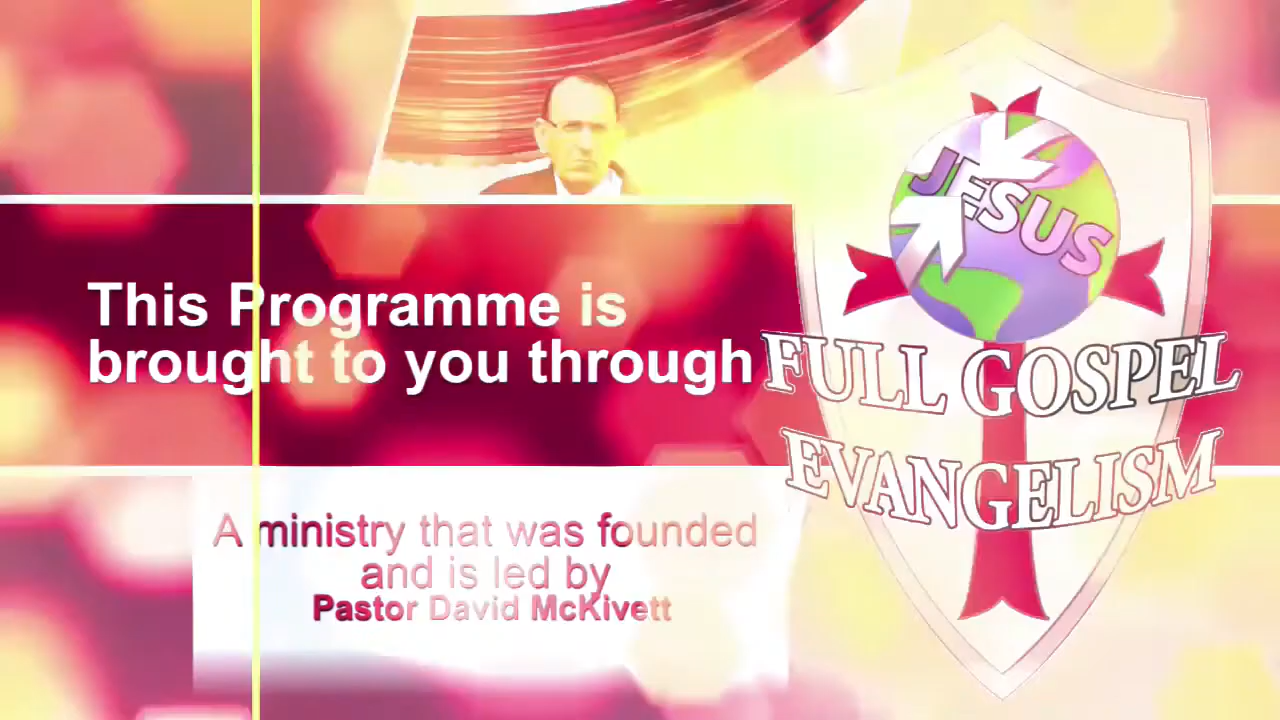 This Programme is
brought to you through
A ministry that was founded
and is led by
Pastor David McKivett
JESUS
FULL GOSPEL
EVANGELISM